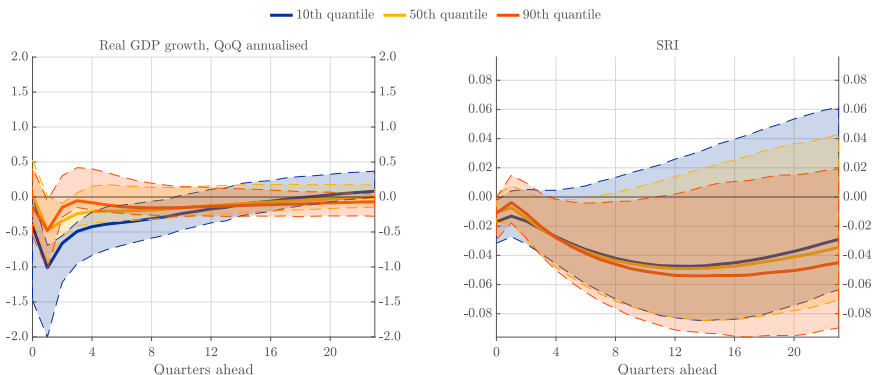 10th quantile 50th quantile 90th quantile
Real GDP growth, QoQ annualised
SRI
2.0 2.0
1.5 1.5
1.0 1.0
0.5 0.5
0.0 0.0
-0.5 -0.5
-1.0 -1.0
-1.5 -1.5
-2.0 -2.0
0 4 8 12 16 20
Quarters ahead
0.08 0.08
0.06 0.06
0.04 0.04
0.02 0.02
0.00 0.00
-0.02 -0.02
-0.04 -0.04
-0.06 -0.06
-0.08 -0.08
0 4 8 12 16 20
Quarters ahead